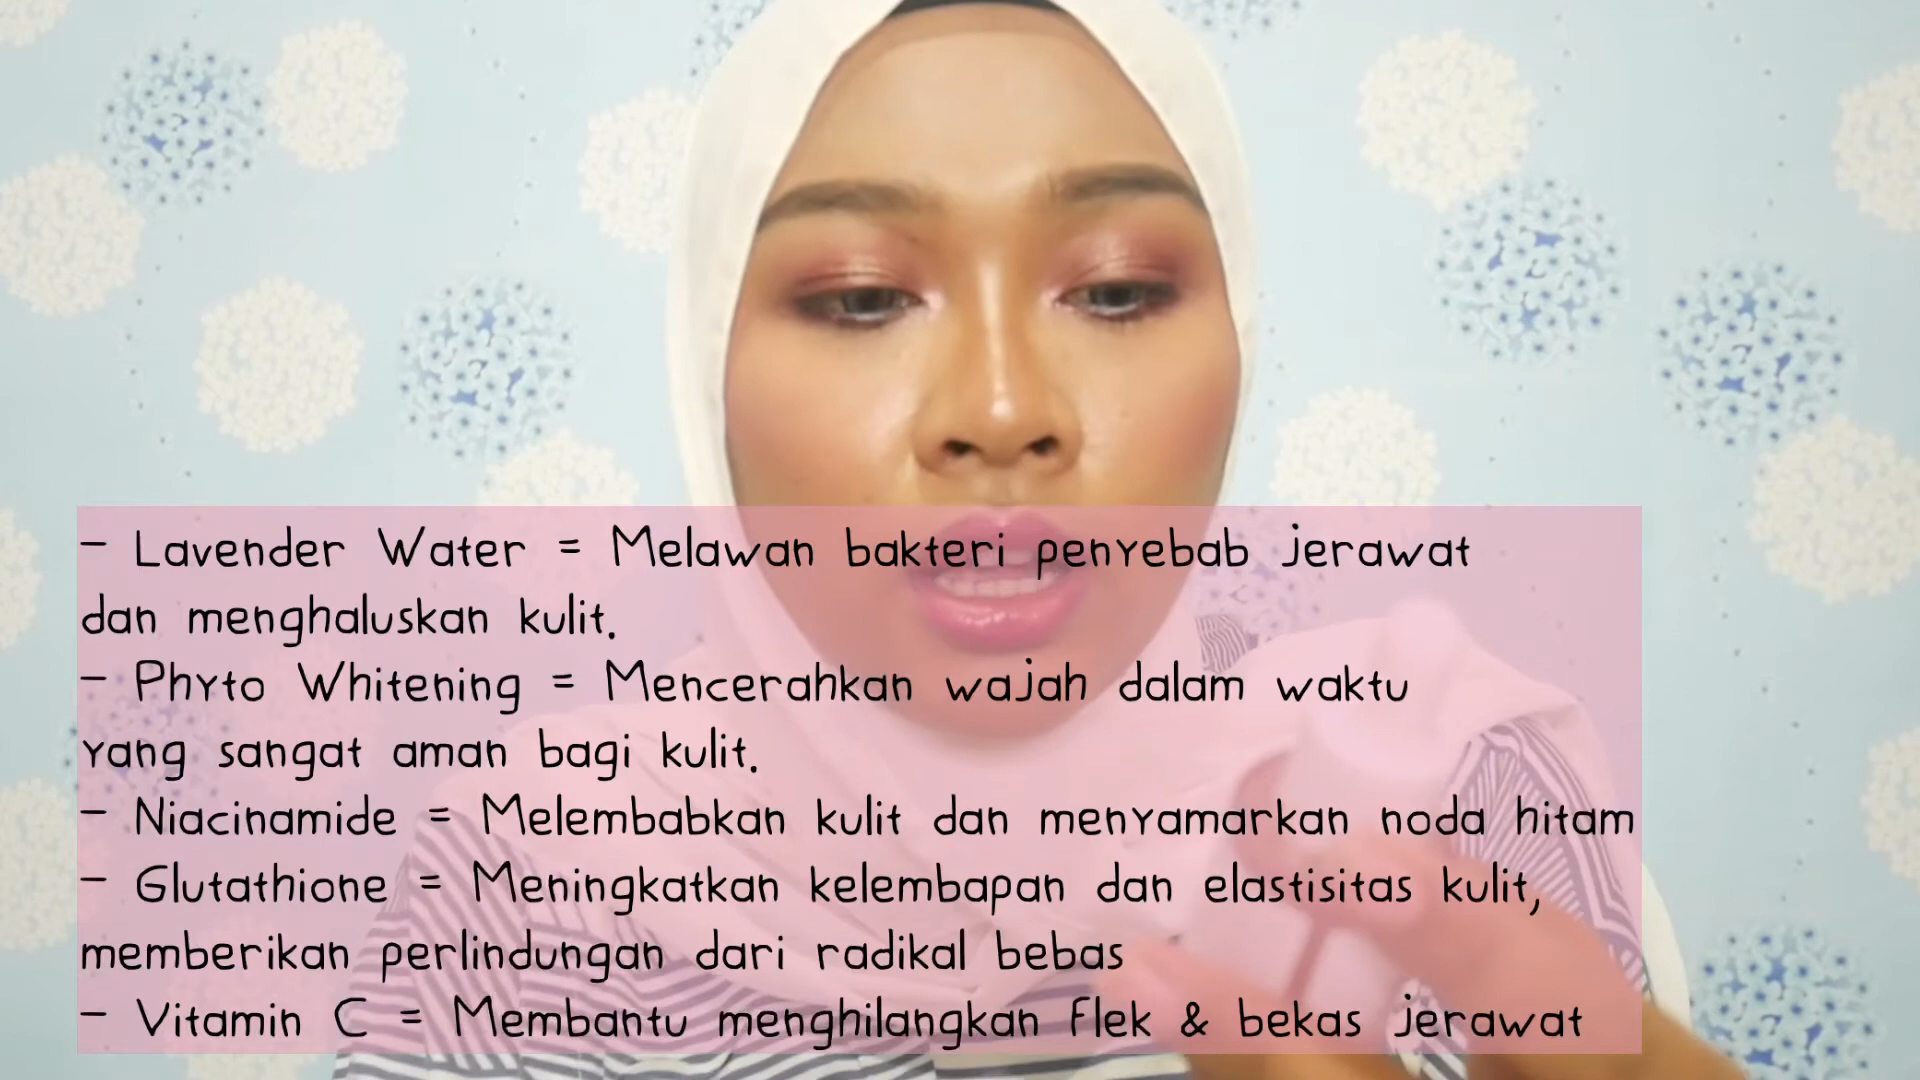 - Lavender Water = Melawan bakteri penyebab jerawat
dan menghaluskan kulit.
- Phyto Whitening = Mencerahkan wajah dalam waktu
yang sangat aman bagi kulit.
- Niacinamide = Melembabkan kulit dan menyamarkan noda hitam
- Glutathione = Meningkatkan kelembapan dan elastisitas kulit,
memberikan perlindungan dari radikal bebas
- Vitamin C = Membantu menghilangkan flek & bekas jerawat